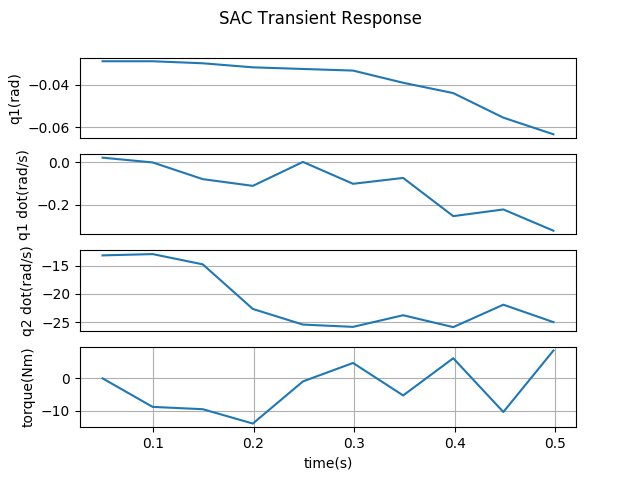 SAC Transient Response
q1(rad)
−0.04
−0.06
q1 dot(rad/s)
0.0
−0.2
q2 dot(rad/s)
−15
−20
−25
torque(Nm)
0
−10
0.1 0.2 0.3 0.4 0.5
time(s)